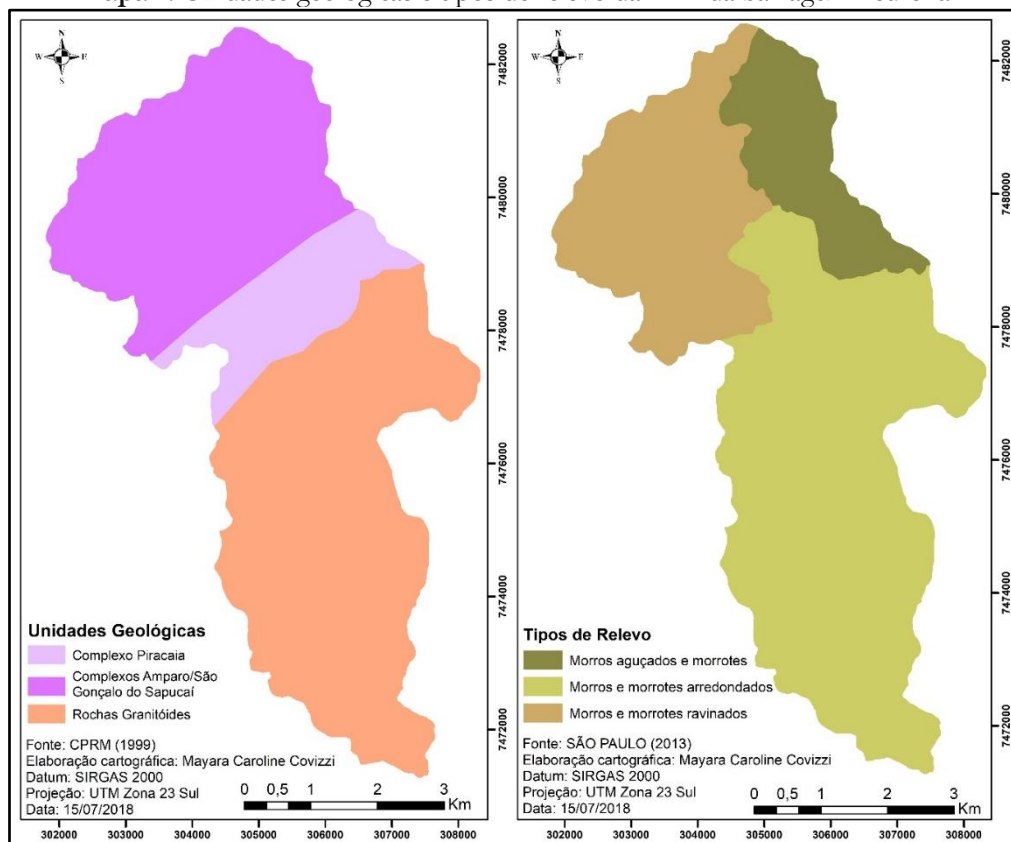 N
W E
S
7482000
7480000
7478000
7476000
7474000
7472000
Unidades Geológicas
Complexo Piracaia
Complexos Amparo/São
Gonçalo do Sapucaí
Rochas Granitóides
Fonte: CPRM (1999)
Elaboração cartográfica: Mayara Caroline Covizzi
Datum: SIRGAS 2000
Projeção: UTM Zona 23 Sul
Data: 15/07/2018
0 0,5 1 2 3
Km
302000 303000 304000 305000 306000 307000 308000
N
W E
S
7482000
7480000
7478000
7476000
7474000
7472000
Tipos de Relevo
Morros aguçados e morrotes
Morros e morrotes arredondados
Morros e morrotes ravinados
Fonte: SÃO PAULO (2013)
Elaboração cartográfica: Mayara Caroline Covizzi
Datum: SIRGAS 2000
Projeção: UTM Zona 23 Sul
Data: 15/07/2018
0 0,5 1 2 3
Km
302000 303000 304000 305000 306000 307000 308000